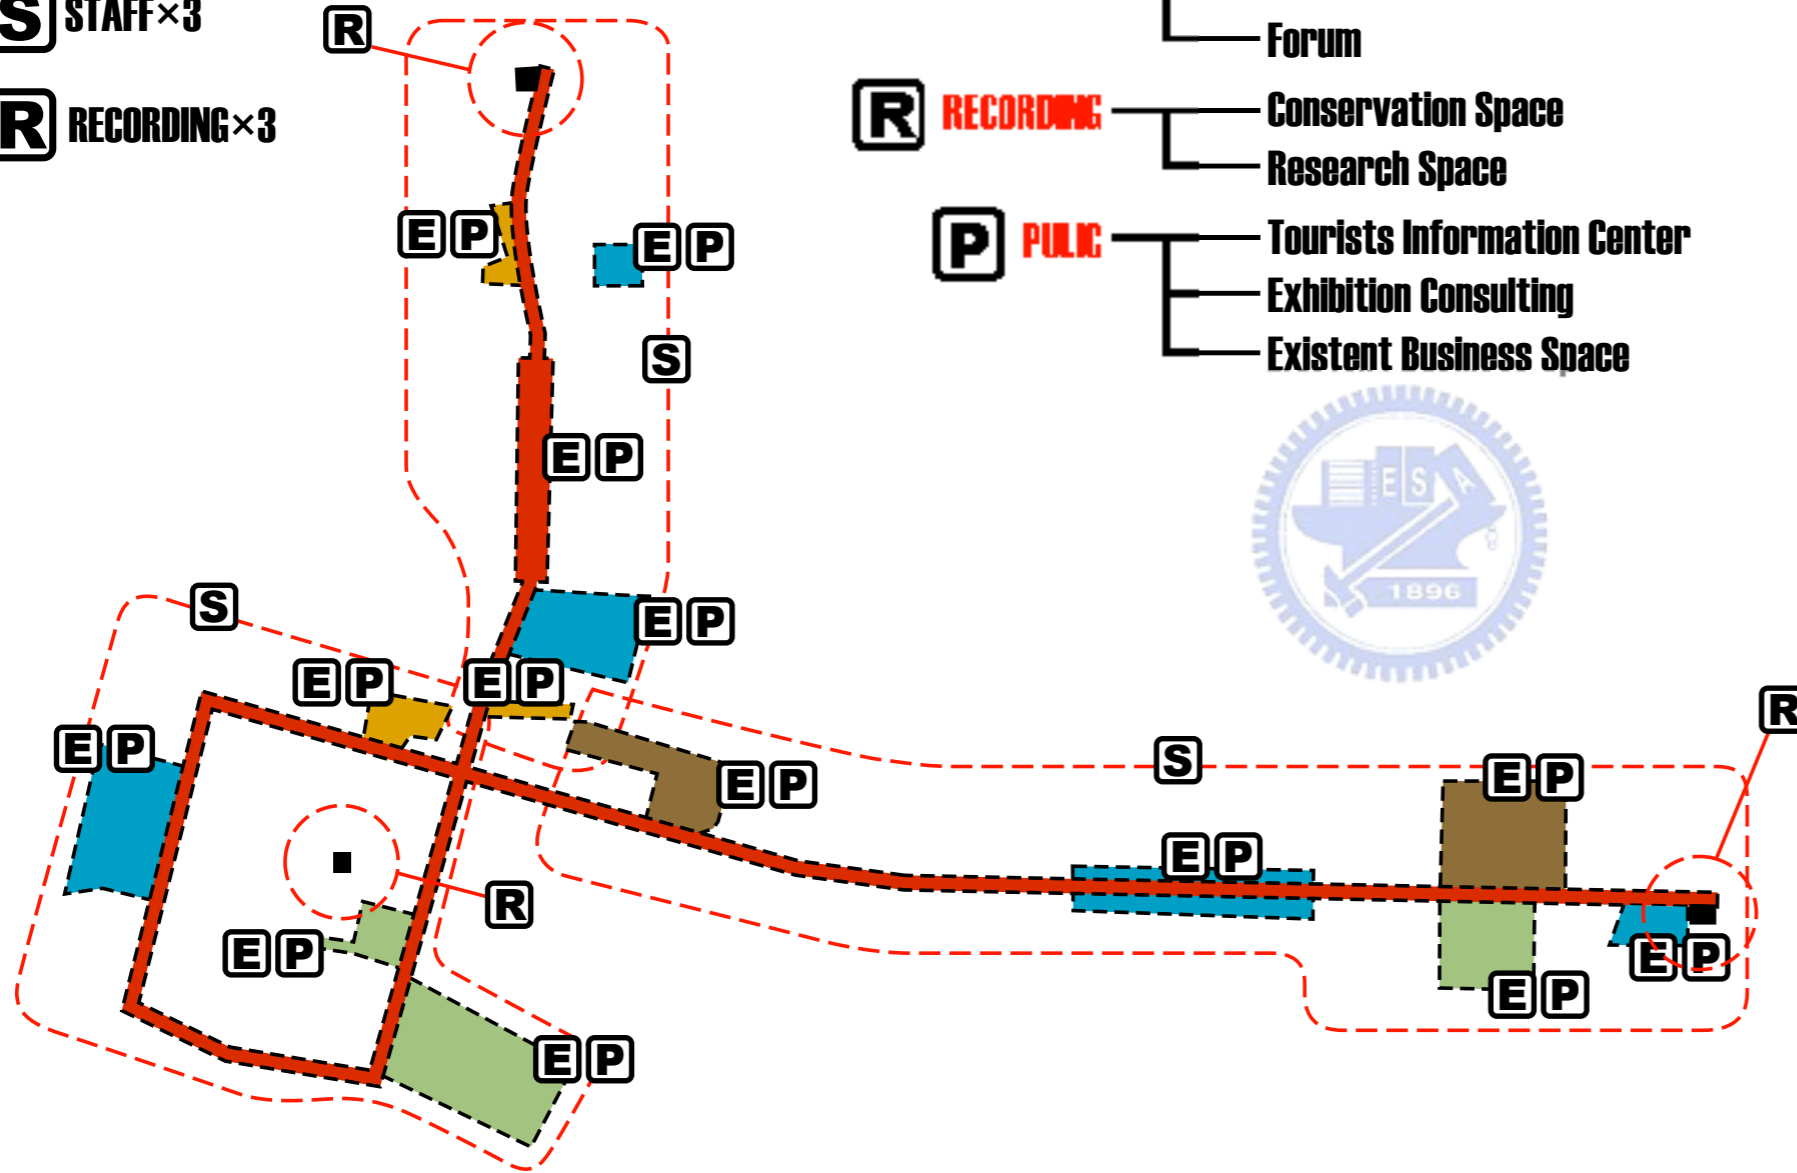 S STAFF×3
R
Forum
R RECORDING×3
R RECORDING
Conservation Space
Research Space
P PULIC
Tourists Information Center
Exhibition Consulting
Existent Business Space
E P
E P
S
E P
E S A
1896
S
E P
E P
E P
E P
R
E P
S
E P
E P
R
E P
E P
E P
E P